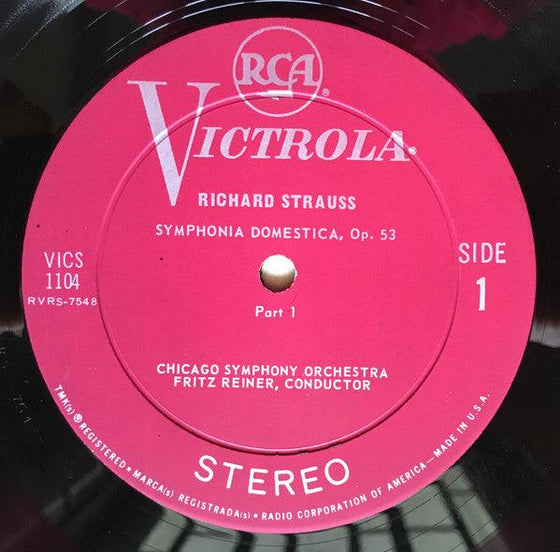 RCA
®
VICTROLA®
RICHARD STRAUSS
SYMPHONIA DOMESTICA, Op. 53
VICS
1104
RVRS-7548
SIDE
1
Part 1
CHICAGO SYMPHONY ORCHESTRA
FRITZ REINER, CONDUCTOR
STEREO
TMK(s) ® REGISTERED • MARCA(s) REGISTRADA(s) • RADIO CORPORATION OF AMERICA—MADE IN U.S.A.